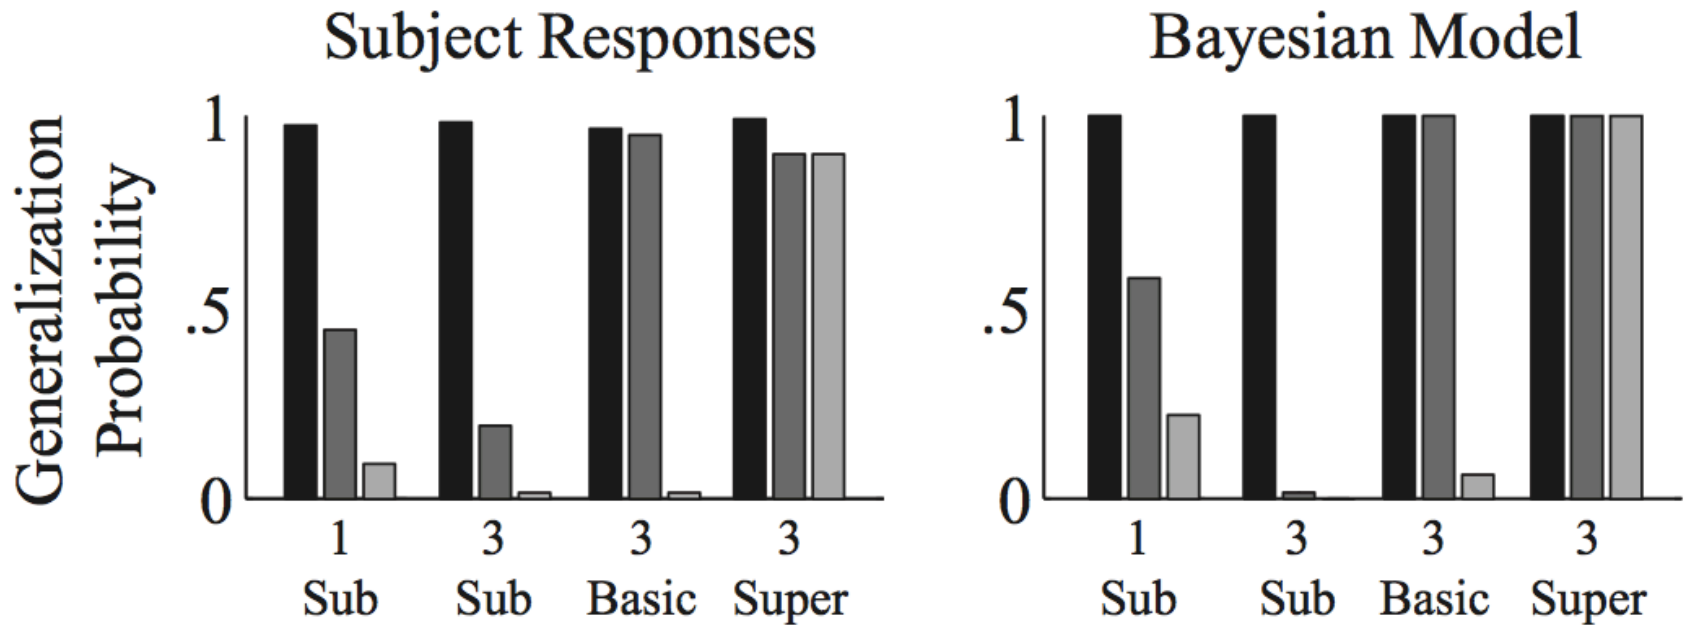 Subject Responses
Bayesian Model
Generalization
Probability
1
.5
0
1 3 3 3
Sub Sub Basic Super
1
.5
0
1 3 3 3
Sub Sub Basic Super